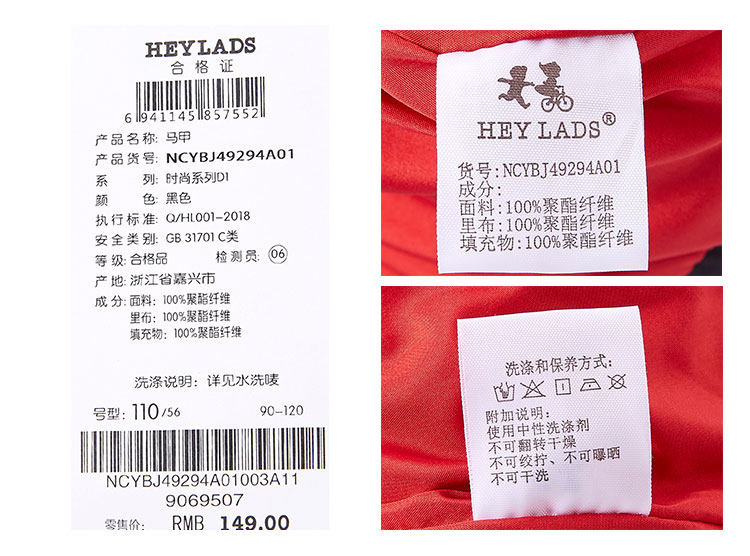 HEYLADS
合格证
6 941145 857552
产品名称: 马甲
产品货号: NCYBJ49294A01
系 列: 时尚系列D1
颜 色: 黑色
执行标准: Q/HL001-2018
安全类别: GB 31701 C类
等级: 合格品 检测员: 06
产 地: 浙江省嘉兴市
成 分: 面料: 100%聚酯纤维
里布: 100%聚酯纤维
填充物: 100%聚酯纤维
洗涤说明: 详见水洗唛
号型: 110/56 90-120
NCYBJ49294A01003A11
9069507
零售价: RMB 149.00
HEY LADS®
货号:NCYBJ49294A01
成分:
面料:100%聚酯纤维
里布:100%聚酯纤维
填充物:100%聚酯纤维
洗涤和保养方式:
附加说明:
使用中性洗涤剂
不可翻转干燥
不可绞拧、不可曝晒
不可干洗